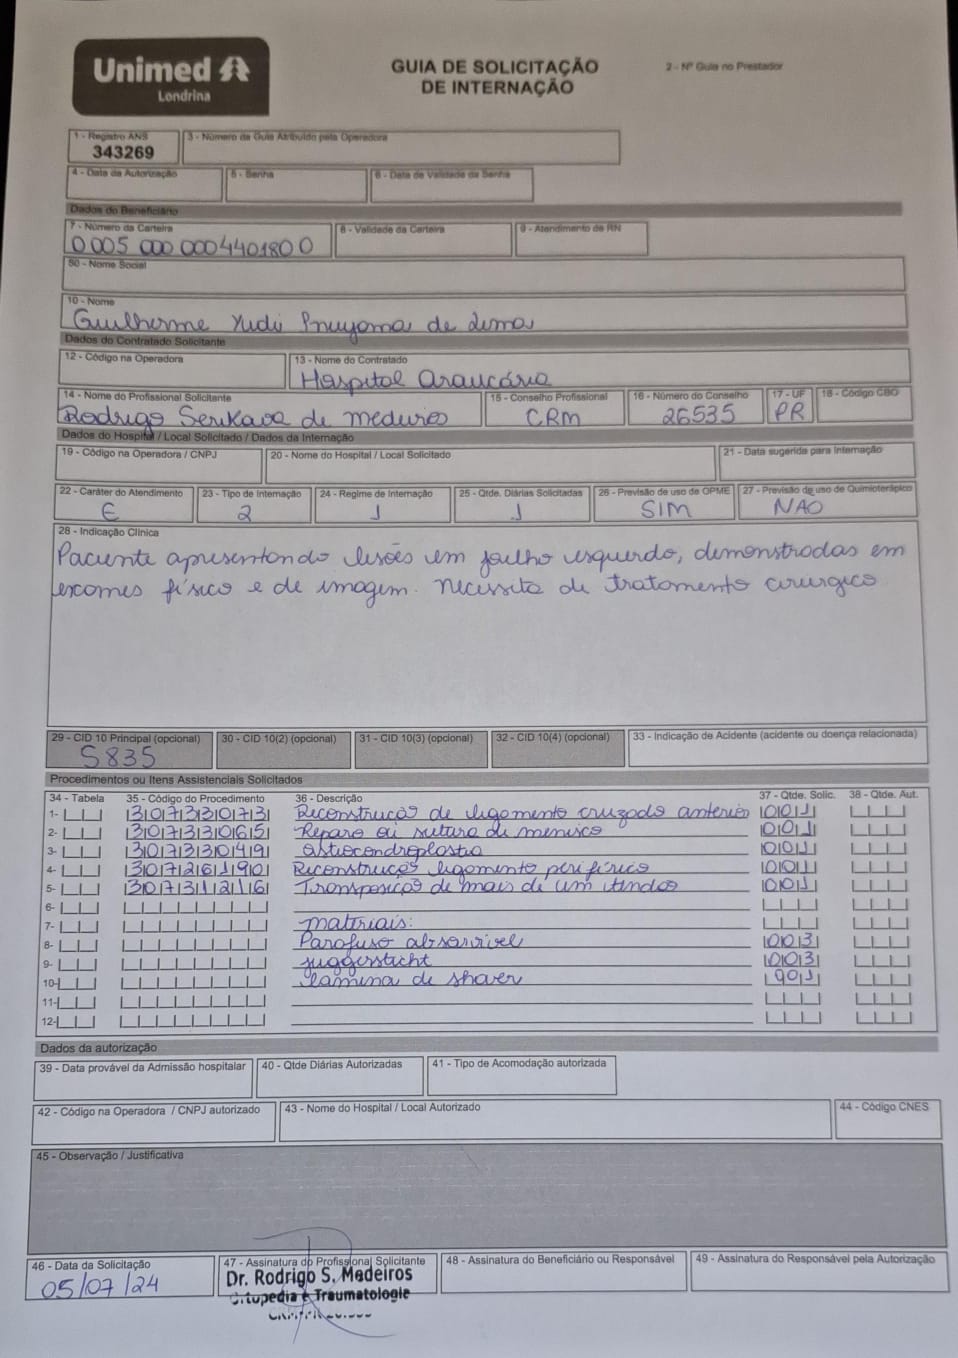 Unimed
Londrina
GUIA DE SOLICITAÇÃO
DE INTERNAÇÃO
2 - Nº Guia no Prestador
1 - Registro ANS
343269
3 - Número da Guia Atribuído pela Operadora
4 - Data da Autorização
5 - Senha
6 - Data de Validade da Senha
Dados do Beneficiário
7 - Número da Carteira
0005 000 0004401800
8 - Validade da Carteira
9 - Atendimento de RN
50 - Nome Social
10 - Nome
Guilherme Yudi de Lima
Dados do Contratado Solicitante
12 - Código na Operadora
13 - Nome do Contratado
Hospital Araucária
14 - Nome do Profissional Solicitante
Rodrigo Serikava de Medeiros
15 - Conselho Profissional
CRM
16 - Número do Conselho
26535
17 - UF
PR
18 - Código CBO
Dados do Hospital / Local Solicitado / Dados da Internação
19 - Código na Operadora / CNPJ
20 - Nome do Hospital / Local Solicitado
21 - Data sugerida para Internação
22 - Caráter do Atendimento
E
23 - Tipo de Internação
2
24 - Regime de Internação
1
25 - Qtde. Diárias Solicitadas
1
26 - Previsão de uso de OPME
SIM
27 - Previsão de uso de Quimioterápico
NAO
28 - Indicação Clínica
Paciente apresentando lesões em joelho esquerdo, demonstradas em
exames físico e de imagem. Necessita de tratamento cirurgico
29 - CID 10 Principal (opcional)
S835
30 - CID 10(2) (opcional)
31 - CID 10(3) (opcional)
32 - CID 10(4) (opcional)
33 - Indicação de Acidente (acidente ou doença relacionada)
Procedimentos ou Itens Assistenciais Solicitados
34 - Tabela 35 - Código do Procedimento 36 - Descrição 37 - Qtde. Solic. 38 - Qtde. Aut.
1- 30733073 Reconstrução de ligamento cruzado anterior 001
2- 30733065 Reparo ou sutura de menisco 001
3- 30733049 osteocondroplastia 001
4- 30726190 Reconstrução ligamento periférico 001
5- 30731216 Transposição de mais de um tendao 001
6-
7- materiais:
8- Parafuso absorvivel 003
9- juggersticht 003
10- lamina de shaver 001
11-
12-
Dados da autorização
39 - Data provável da Admissão hospitalar
40 - Qtde Diárias Autorizadas
41 - Tipo de Acomodação autorizada
42 - Código na Operadora / CNPJ autorizado
43 - Nome do Hospital / Local Autorizado
44 - Código CNES
45 - Observação / Justificativa
46 - Data da Solicitação
05/07/24
47 - Assinatura do Profissional Solicitante
Dr. Rodrigo S. Medeiros
Ortopedia e Traumatologia
48 - Assinatura do Beneficiário ou Responsável
49 - Assinatura do Responsável pela Autorização